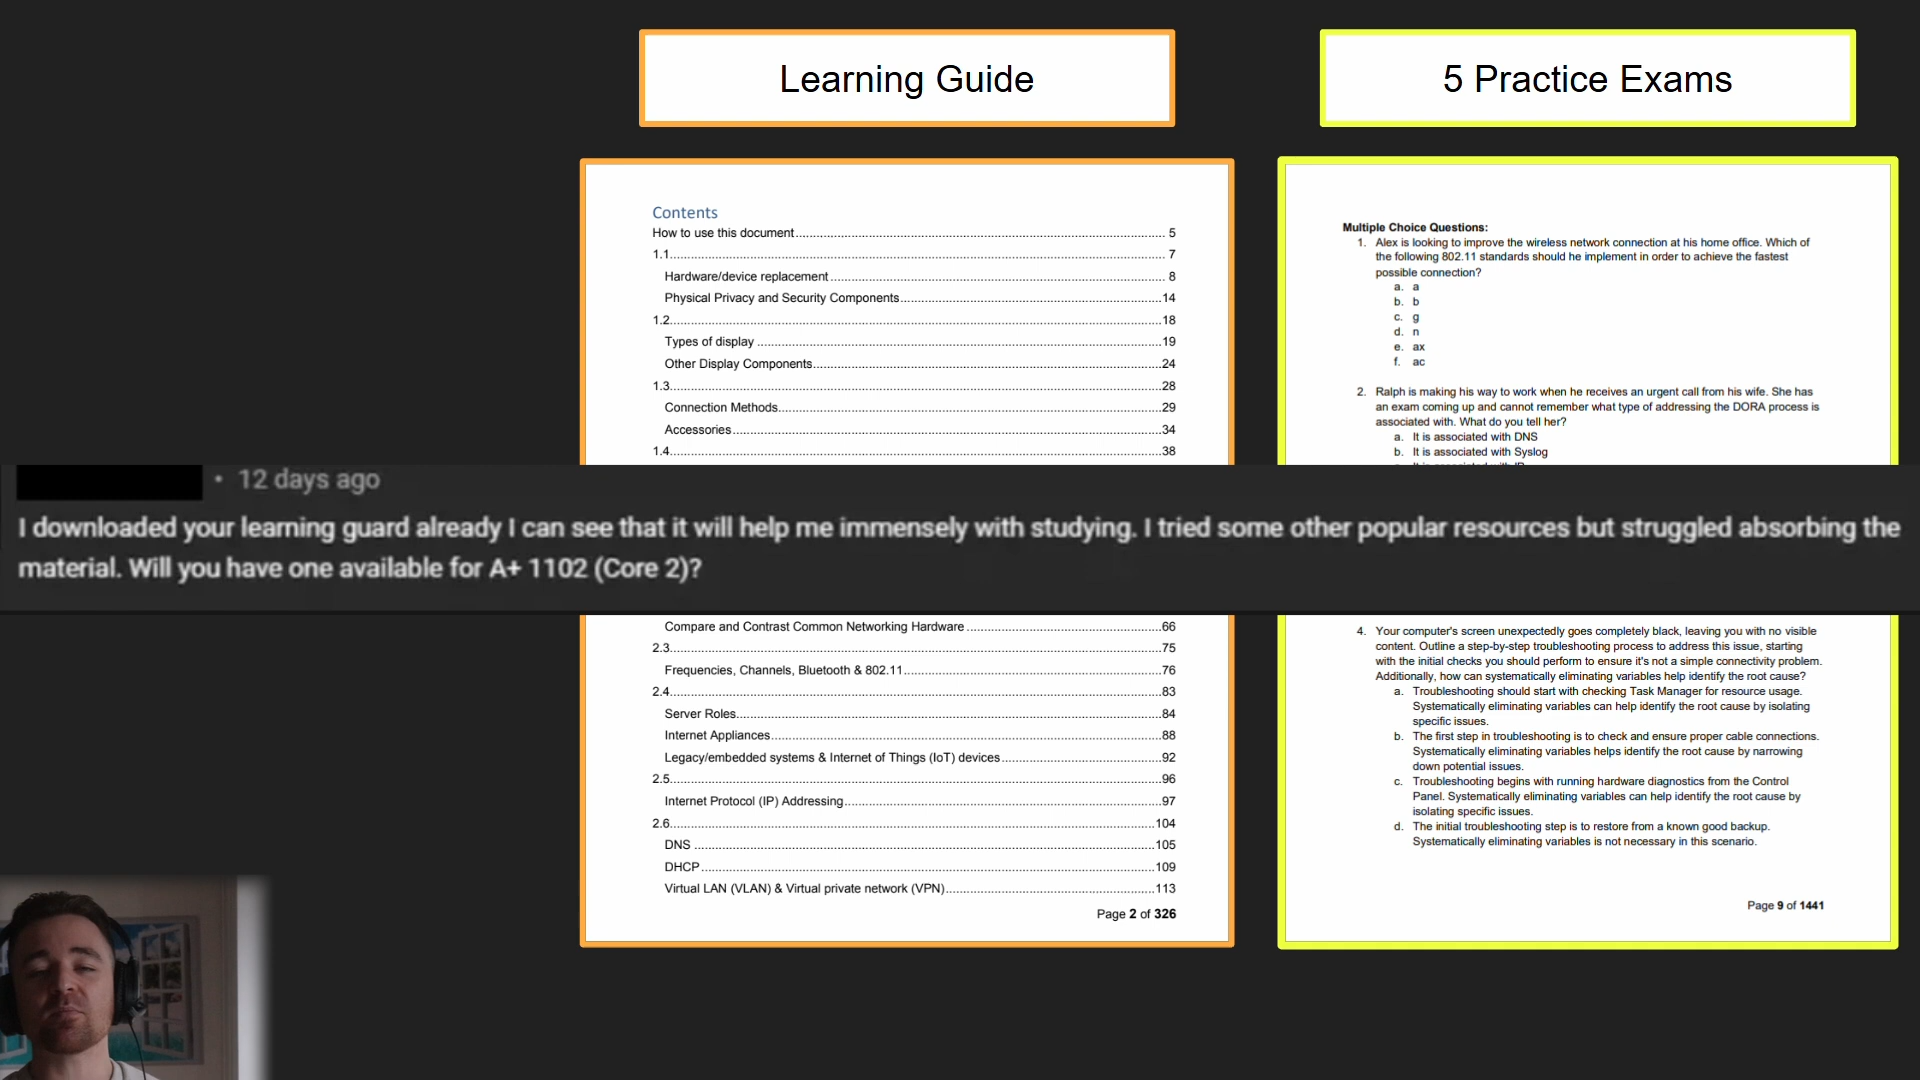 Learning Guide
5 Practice Exams
Contents
How to use this document 5
1.1 7
Hardware/device replacement 8
Physical Privacy and Security Components 14
1.2 18
Types of display 19
Other Display Components 24
1.3 28
Connection Methods 29
Accessories 34
1.4 38
Multiple Choice Questions:
1. Alex is looking to improve the wireless network connection at his home office. Which of
the following 802.11 standards should he implement in order to achieve the fastest
possible connection?
a. a
b. b
c. g
d. n
e. ax
f. ac
2. Ralph is making his way to work when he receives an urgent call from his wife. She has
an exam coming up and cannot remember what type of addressing the DORA process is
associated with. What do you tell her?
a. It is associated with DNS
b. It is associated with Syslog
• 12 days ago
I downloaded your learning guard already I can see that it will help me immensely with studying. I tried some other popular resources but struggled absorbing the
material. Will you have one available for A+ 1102 (Core 2)?
Compare and Contrast Common Networking Hardware 66
2.3 75
Frequencies, Channels, Bluetooth & 802.11 76
2.4 83
Server Roles 84
Internet Appliances 88
Legacy/embedded systems & Internet of Things (IoT) devices 92
2.5 96
Internet Protocol (IP) Addressing 97
2.6 104
DNS 105
DHCP 109
Virtual LAN (VLAN) & Virtual private network (VPN) 113
Page 2 of 326
4. Your computer's screen unexpectedly goes completely black, leaving you with no visible
content. Outline a step-by-step troubleshooting process to address this issue, starting
with the initial checks you should perform to ensure it's not a simple connectivity problem.
Additionally, how can systematically eliminating variables help identify the root cause?
a. Troubleshooting should start with checking Task Manager for resource usage.
Systematically eliminating variables can help identify the root cause by isolating
specific issues.
b. The first step in troubleshooting is to check and ensure proper cable connections.
Systematically eliminating variables helps identify the root cause by narrowing
down potential issues.
c. Troubleshooting begins with running hardware diagnostics from the Control
Panel. Systematically eliminating variables can help identify the root cause by
isolating specific issues.
d. The initial troubleshooting step is to restore from a known good backup.
Systematically eliminating variables is not necessary in this scenario.
Page 9 of 1441